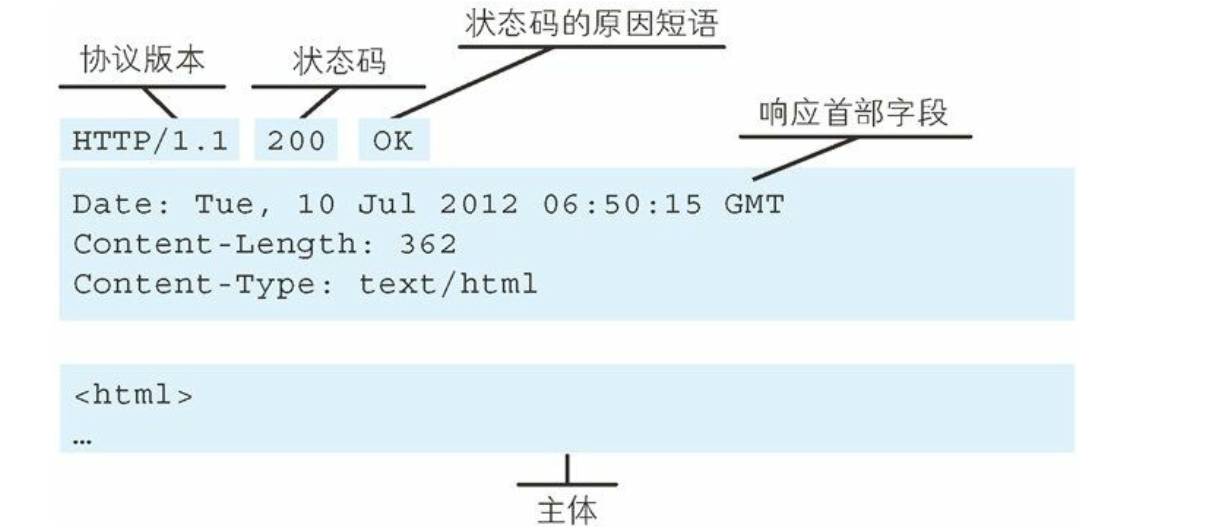 状态码的原因短语
协议版本 状态码
响应首部字段
HTTP/1.1 200 OK
Date: Tue, 10 Jul 2012 06:50:15 GMT
Content-Length: 362
Content-Type: text/html
<html>
…
主体